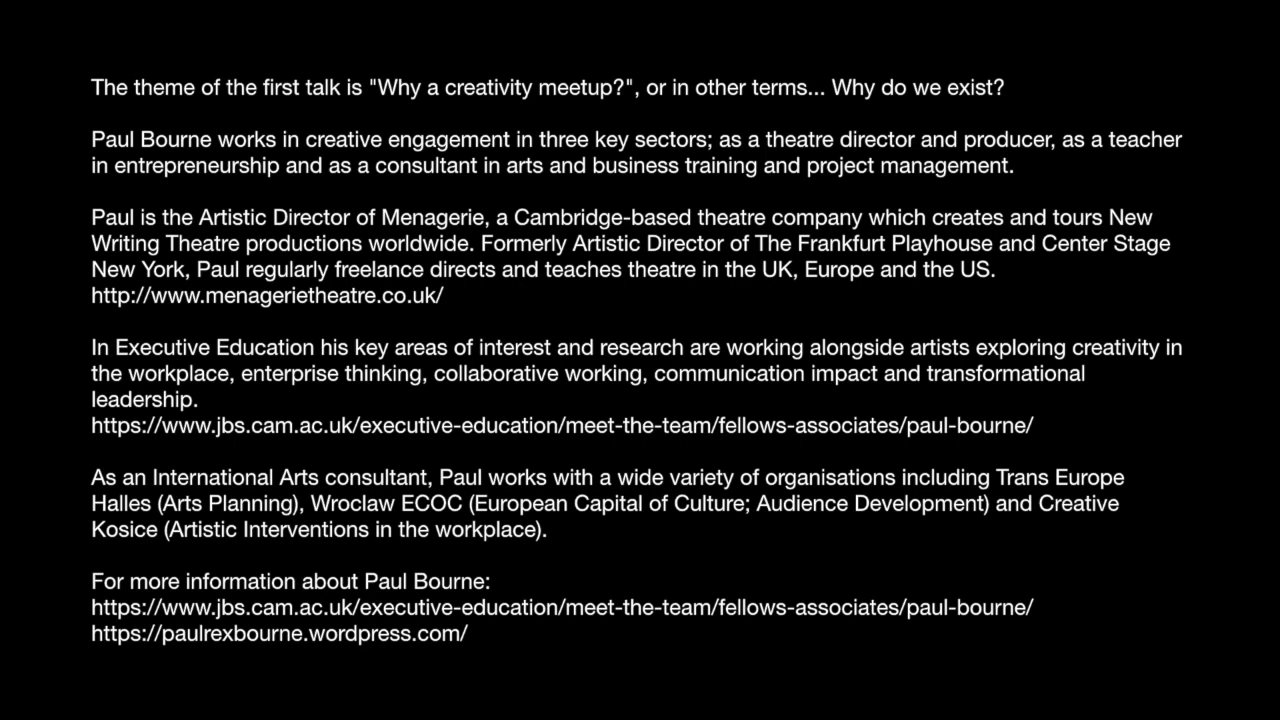 The theme of the first talk is "Why a creativity meetup?", or in other terms... Why do we exist?
Paul Bourne works in creative engagement in three key sectors; as a theatre director and producer, as a teacher
in entrepreneurship and as a consultant in arts and business training and project management.
Paul is the Artistic Director of Menagerie, a Cambridge-based theatre company which creates and tours New
Writing Theatre productions worldwide. Formerly Artistic Director of The Frankfurt Playhouse and Center Stage
New York, Paul regularly freelance directs and teaches theatre in the UK, Europe and the US.
http://www.menagerietheatre.co.uk/
In Executive Education his key areas of interest and research are working alongside artists exploring creativity in
the workplace, enterprise thinking, collaborative working, communication impact and transformational
leadership.
https://www.jbs.cam.ac.uk/executive-education/meet-the-team/fellows-associates/paul-bourne/
As an International Arts consultant, Paul works with a wide variety of organisations including Trans Europe
Halles (Arts Planning), Wroclaw ECOC (European Capital of Culture; Audience Development) and Creative
Kosice (Artistic Interventions in the workplace).
For more information about Paul Bourne:
https://www.jbs.cam.ac.uk/executive-education/meet-the-team/fellows-associates/paul-bourne/
https://paulrexbourne.wordpress.com/